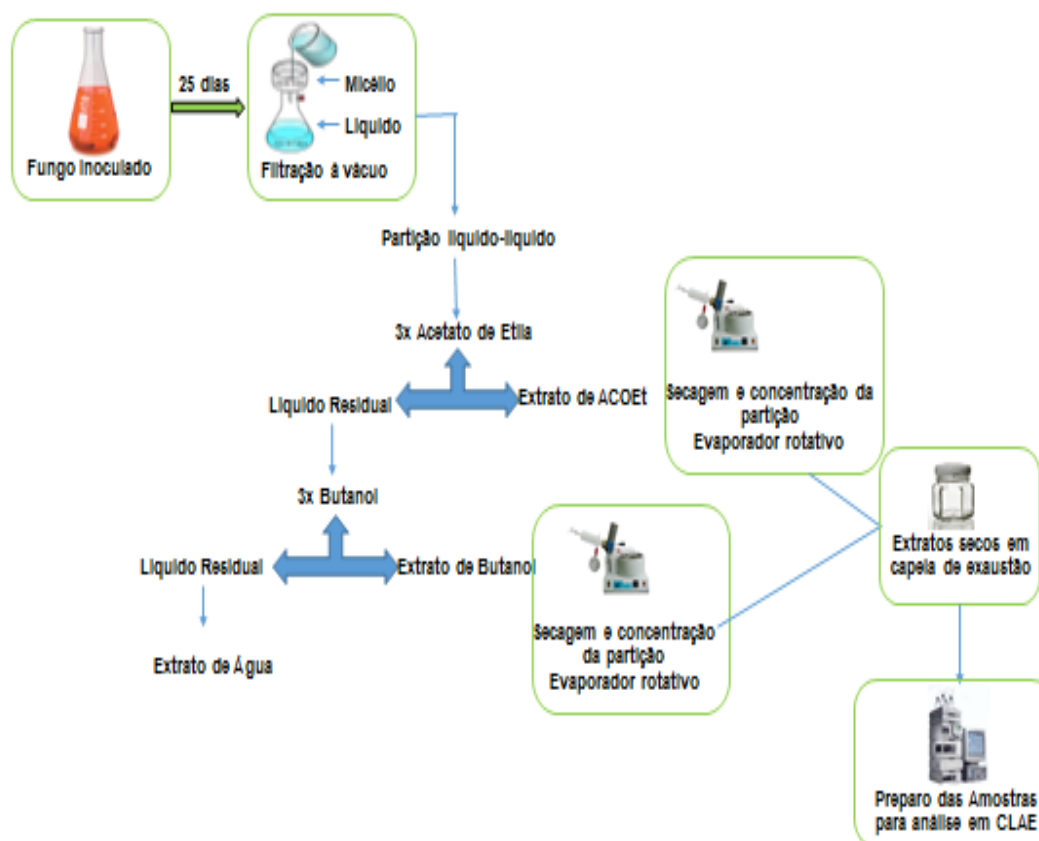 25 dias
Micélio
Líquido
Fungo Inoculado
Filtração à vácuo
Partição líquido-líquido
3x Acetato de Etila
Líquido Residual
Extrato de ACOEt
Secagem e concentração da
partição
Evaporador rotativo
3x Butanol
Líquido Residual
Extrato de Butanol
Secagem e concentração
da partição
Evaporador rotativo
Extratos secos em
capela de exaustão
Extrato de Água
Preparo das Amostras
para análise em CLAE